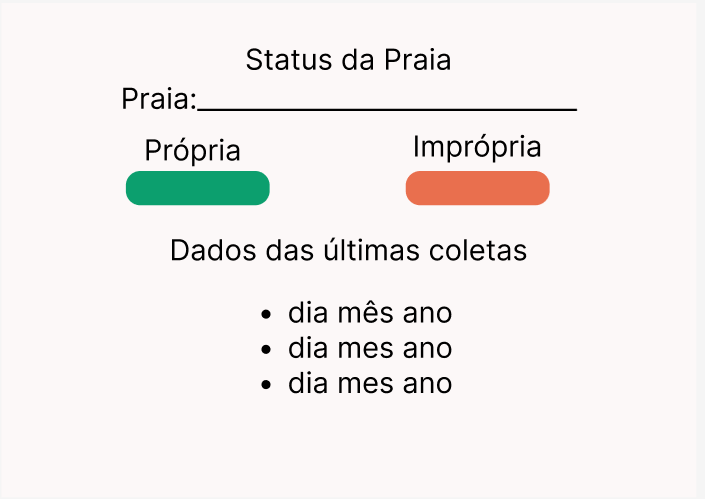 Status da Praia
Praia:___________________________
Própria
Imprópria
Dados das últimas coletas
• dia mês ano
• dia mes ano
• dia mes ano